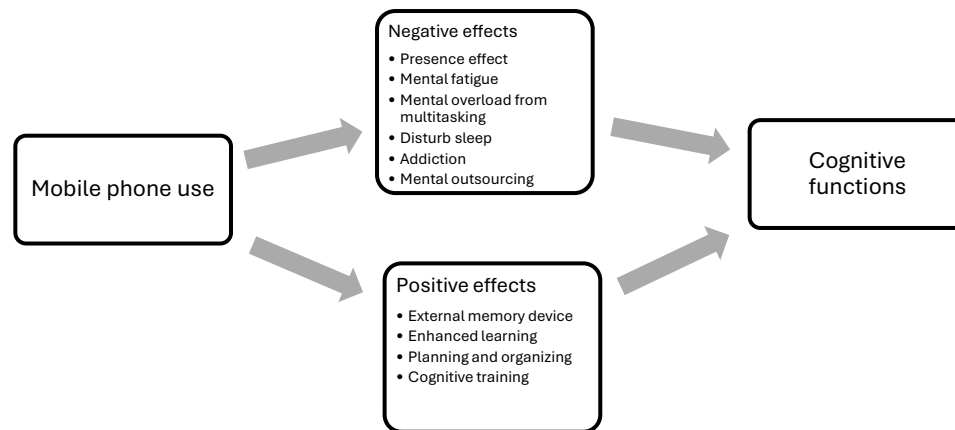 Mobile phone use
Negative effects
• Presence effect
• Mental fatigue
• Mental overload from
multitasking
• Disturb sleep
• Addiction
• Mental outsourcing
Positive effects
• External memory device
• Enhanced learning
• Planning and organizing
• Cognitive training
Cognitive
functions